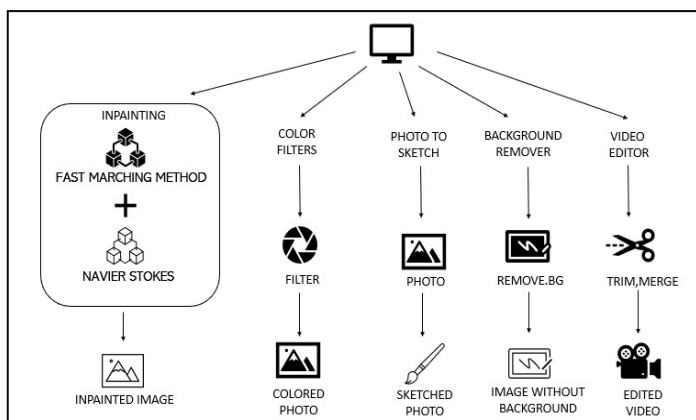 INPAINTING
FAST MARCHING METHOD
NAVIER STOKES
INPAINTED IMAGE
COLOR
FILTERS
FILTER
COLORED
PHOTO
PHOTO TO
SKETCH
PHOTO
SKETCHED
PHOTO
BACKGROUND
REMOVER
REMOVE.BG
IMAGE WITHOUT
BACKGROUND
VIDEO
EDITOR
TRIM,MERGE
EDITED
VIDEO